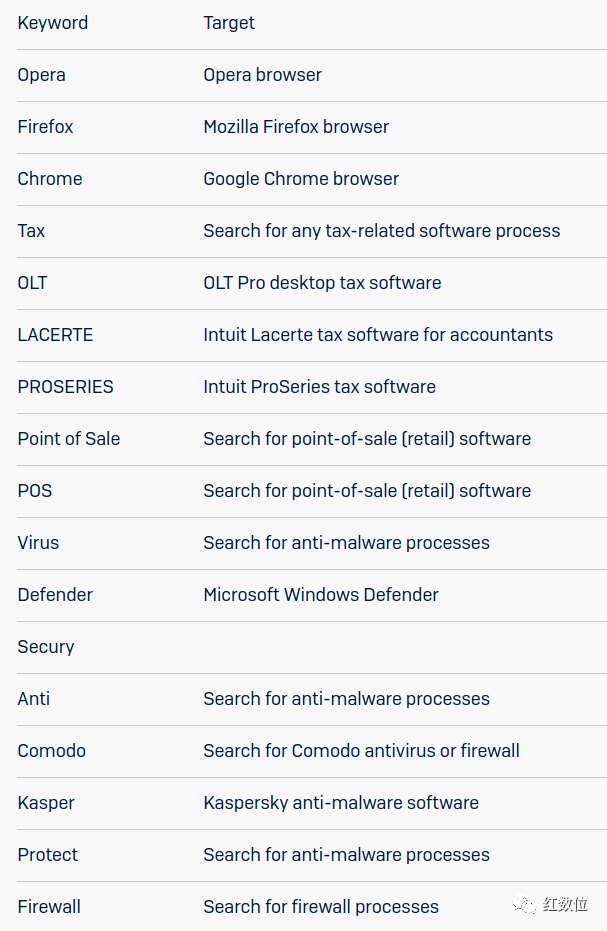 Keyword Target
Opera Opera browser
Firefox Mozilla Firefox browser
Chrome Google Chrome browser
Tax Search for any tax-related software process
OLT OLT Pro desktop tax software
LACERTE Intuit Lacerte tax software for accountants
PROSERIES Intuit ProSeries tax software
Point of Sale Search for point-of-sale (retail) software
POS Search for point-of-sale (retail) software
Virus Search for anti-malware processes
Defender Microsoft Windows Defender
Secury
Anti Search for anti-malware processes
Comodo Search for Comodo antivirus or firewall
Kasper Kaspersky anti-malware software
Protect Search for anti-malware processes
Firewall Search for firewall processes
红数位